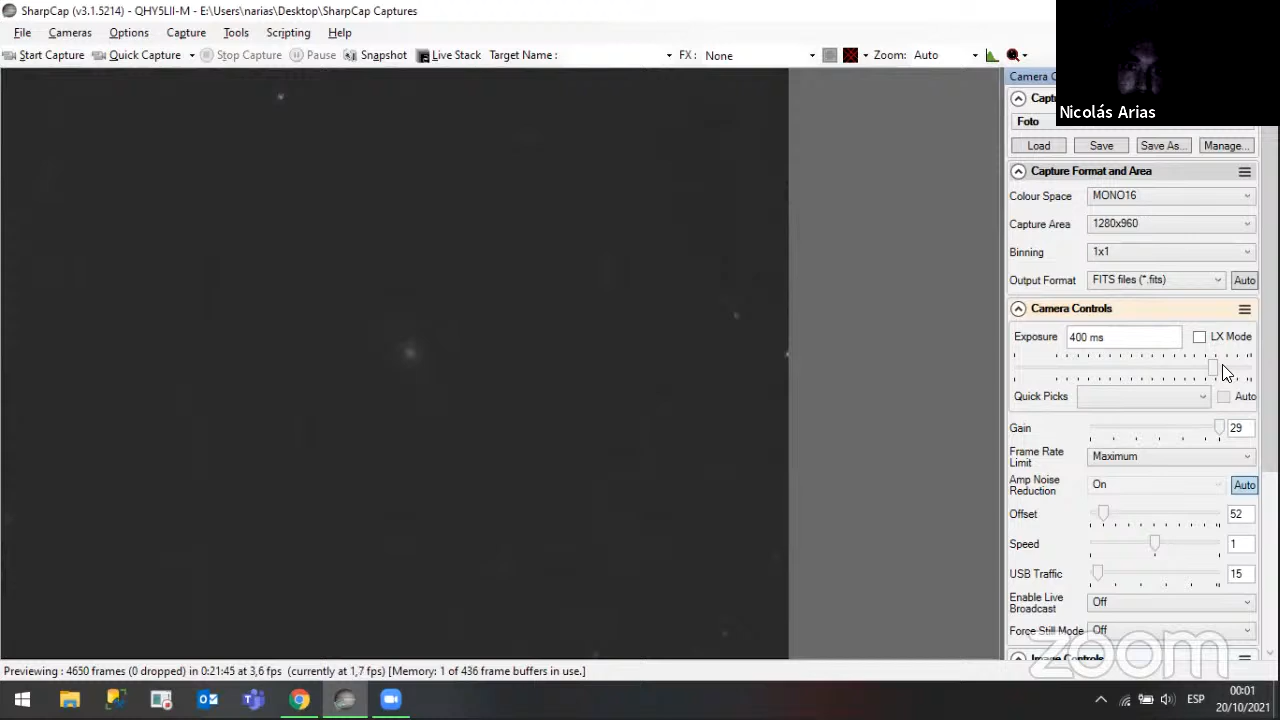 SharpCap (v3.1.5214) - QHY5LII-M - E:\Users\narias\Desktop\SharpCap Captures
File Cameras Options Capture Tools Scripting Help
Start Capture Quick Capture Stop Capture Pause Snapshot Live Stack Target Name : FX : None Zoom: Auto
Nicolás Arias
Foto
Load Save Save As... Manage...
Capture Format and Area
Colour Space MONO16
Capture Area 1280x960
Binning 1x1
Output Format FITS files (*.fits) Auto
Camera Controls
Exposure 400 ms LX Mode
Quick Picks Auto
Gain 29
Frame Rate Limit Maximum
Amp Noise Reduction On Auto
Offset 52
Speed 1
USB Traffic 15
Enable Live Broadcast Off
Force Still Mode Off
Image Controls
zoom
Previewing : 4650 frames (0 dropped) in 0:21:45 at 3,6 fps (currently at 1,7 fps) [Memory: 1 of 436 frame buffers in use.]
ESP
00:01
20/10/2021